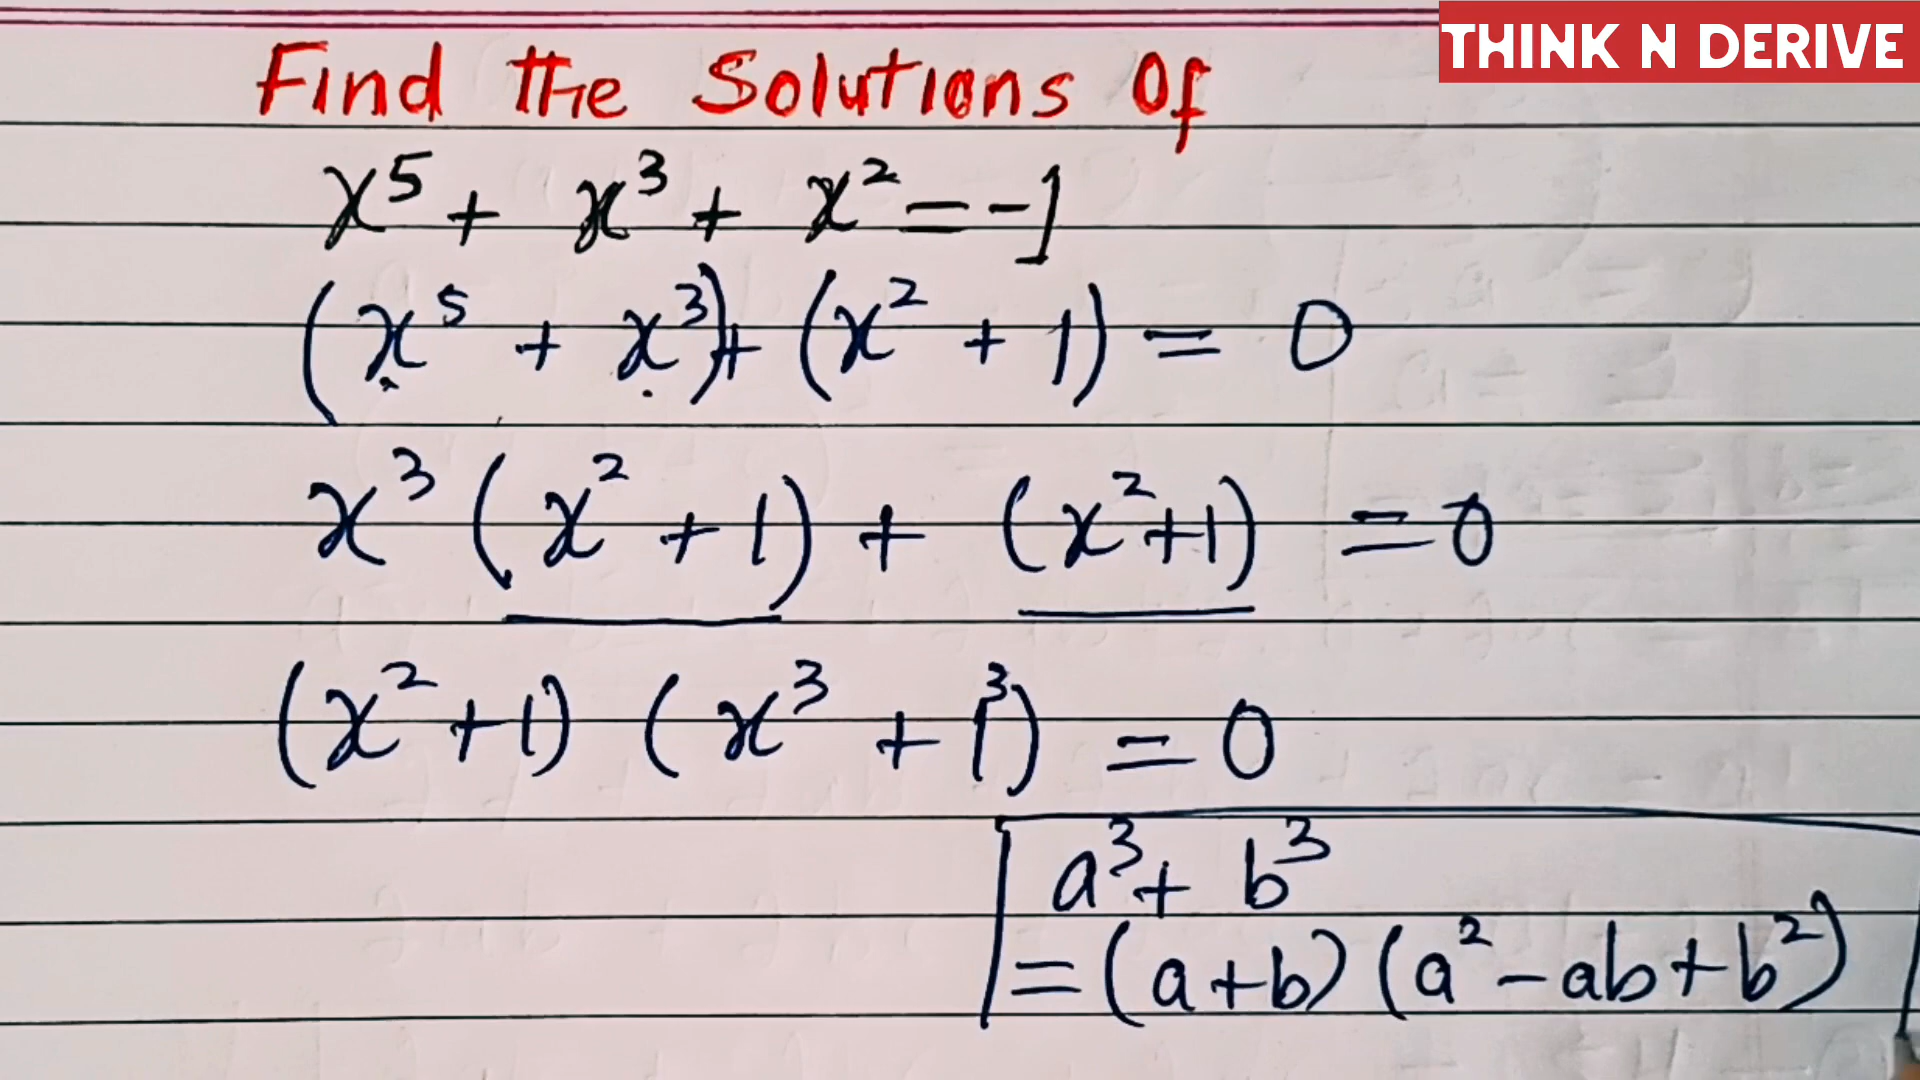 THINK N DERIVE
Find the Solutions Of
x⁵ + x³ + x² = -1
(x⁵ + x³) + (x² + 1) = 0
x³ (x² + 1) + (x² + 1) = 0
(x² + 1) (x³ + 1³) = 0
a³ + b³
= (a + b) (a² - ab + b²)